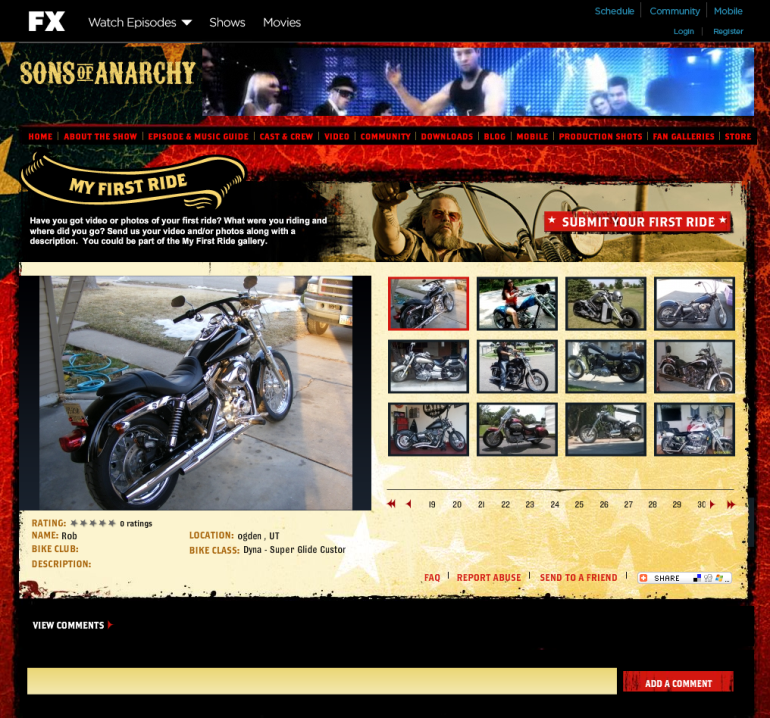 FX
Watch Episodes
Shows
Movies
Schedule
Community
Mobile
Login
Register
SONS OF ANARCHY
HOME
ABOUT THE SHOW
EPISODE & MUSIC GUIDE
CAST & CREW
VIDEO
COMMUNITY
DOWNLOADS
BLOG
MOBILE
PRODUCTION SHOTS
FAN GALLERIES
STORE
MY FIRST RIDE
Have you got video or photos of your first ride? What were you riding and
where did you go? Send us your video and/or photos along with a
description. You could be part of the My First Ride gallery.
SUBMIT YOUR FIRST RIDE
19 20 21 22 23 24 25 26 27 28 29 30
RATING: 0 ratings
NAME: Rob
LOCATION: ogden , UT
BIKE CLUB:
BIKE CLASS: Dyna - Super Glide Custor
DESCRIPTION:
FAQ
REPORT ABUSE
SEND TO A FRIEND
SHARE
VIEW COMMENTS
ADD A COMMENT